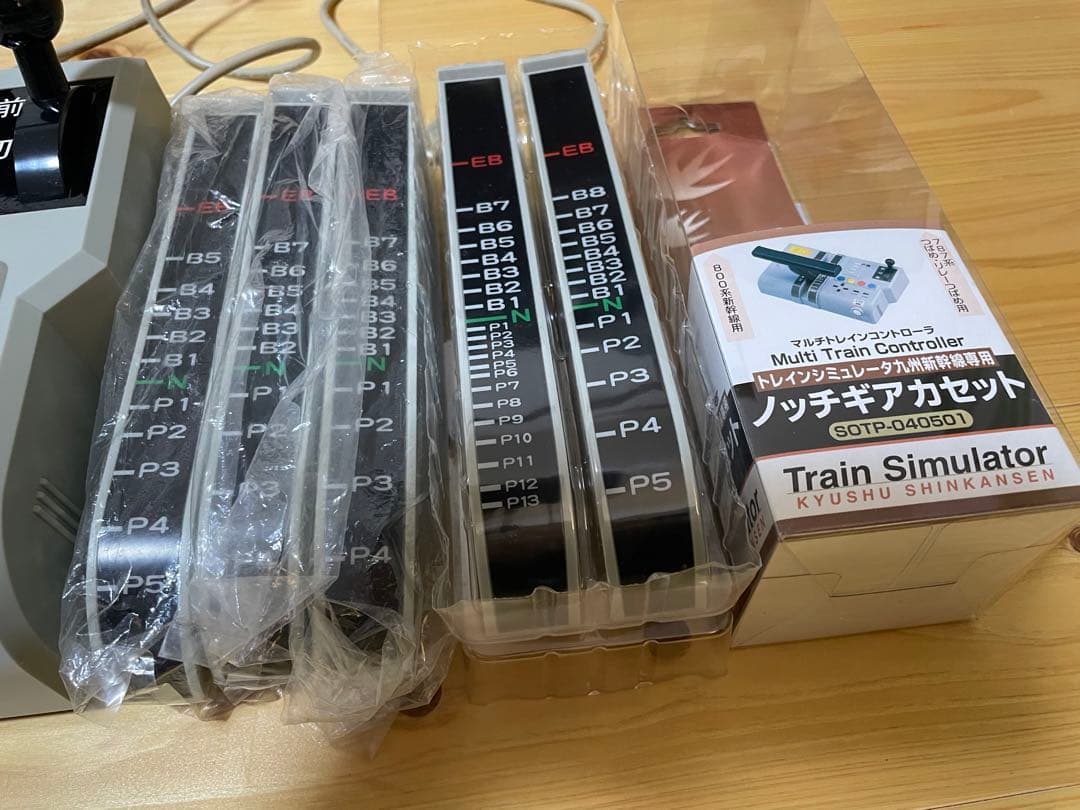 前
切
EB
B5
B4
B3
B2
B1
N
P1
P2
P3
P4
P5
EB
B7
B6
B5
B4
B3
B2
N
P2
P3
EB
B7
B6
B5
B4
B3
B2
B1
N
P1
P2
P3
P4
EB
B7
B6
B5
B4
B3
B2
B1
N
P1
P2
P3
P4
P5
P6
P7
P8
P9
P10
P11
P12
P13
EB
B8
B7
B6
B5
B4
B3
B2
B1
N
P1
P2
P3
P4
P5
800系新幹線用
787系
つばめ・リレーつばめ用
マルチトレインコントローラ
Multi Train Controller
トレインシミュレータ九州新幹線専用
ノッチギアカセット
SOTP-040501
Train Simulator
KYUSHU SHINKANSEN